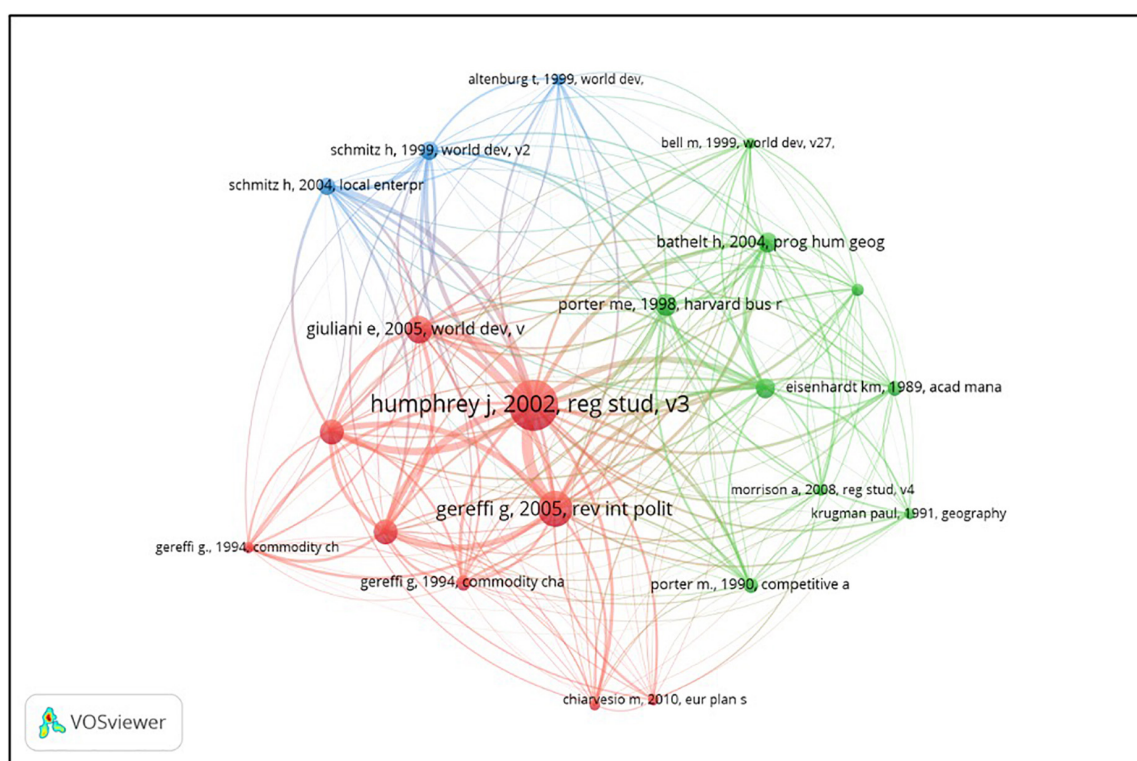 altenburg t, 1999, world dev,
bell m, 1999, world dev, v27,
schmitz h, 1999, world dev, v2
schmitz h, 2004, local enterpr
bathelt h, 2004, prog hum geog
porter me, 1998, harvard bus r
giuliani e, 2005, world dev, v
eisenhardt km, 1989, acad mana
humphrey j, 2002, reg stud, v3
morrison a, 2008, reg stud, v4
gereffi g, 2005, rev int polit
krugman paul, 1991, geography
gereffi g., 1994, commodity ch
gereffi g, 1994, commodity cha
porter m., 1990, competitive a
chiarvesio m, 2010, eur plan s
VOSviewer